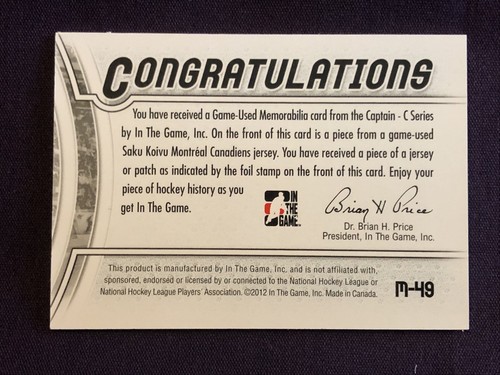 CONGRATULATIONS
You have received a Game-Used Memorabilia card from the Captain - C Series
by In The Game, Inc. On the front of this card is a piece from a game-used
Saku Koivu Montréal Canadiens jersey. You have received a piece of a jersey
or patch as indicated by the foil stamp on the front of this card. Enjoy your
piece of hockey history as you
get In The Game.
IN
THE
GAME
Brian H Price
Dr. Brian H. Price
President, In The Game, Inc.
This product is manufactured by In The Game, Inc. and is not affiliated with,
sponsored, endorsed or licensed by or connected to the National Hockey League or
National Hockey League Players' Association. ©2012 In The Game, Inc. Made in Canada.
M-49